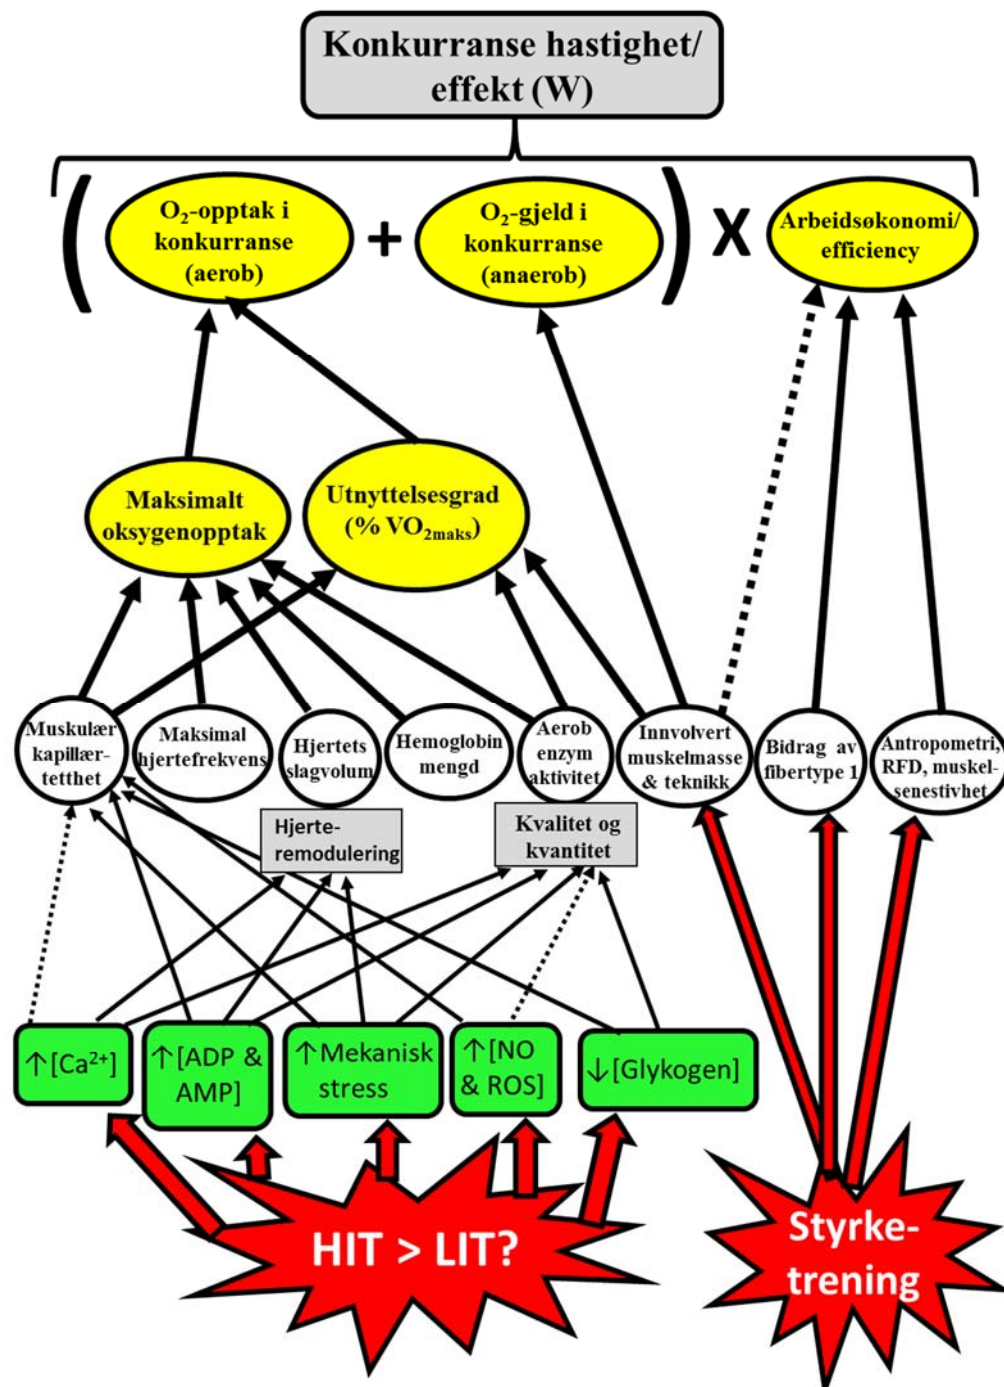 Konkurranse hastighet/
effekt (W)
(
O₂-opptak i
konkurranse
(aerob)
+
O₂-gjeld i
konkurranse
(anaerob)
)
X
Arbeidsøkonomi/
efficiency
Maksimalt
oksygenopptak
Utnyttelsesgrad
(% VO₂maks)
Muskulær
kapillær-
tetthet
Maksimal
hjertefrekvens
Hjertets
slagvolum
Hemoglobin
mengd
Aerob
enzym
aktivitet
Innvolvert
muskelmasse
& teknikk
Bidrag av
fibertype 1
Antropometri,
RFD, muskel-
senestivhet
Hjerte-
remodulering
Kvalitet og
kvantitet
↑[Ca²⁺]
↑[ADP &
AMP]
↑Mekanisk
stress
↑[NO
& ROS]
↓[Glykogen]
HIT > LIT?
Styrke-
trening